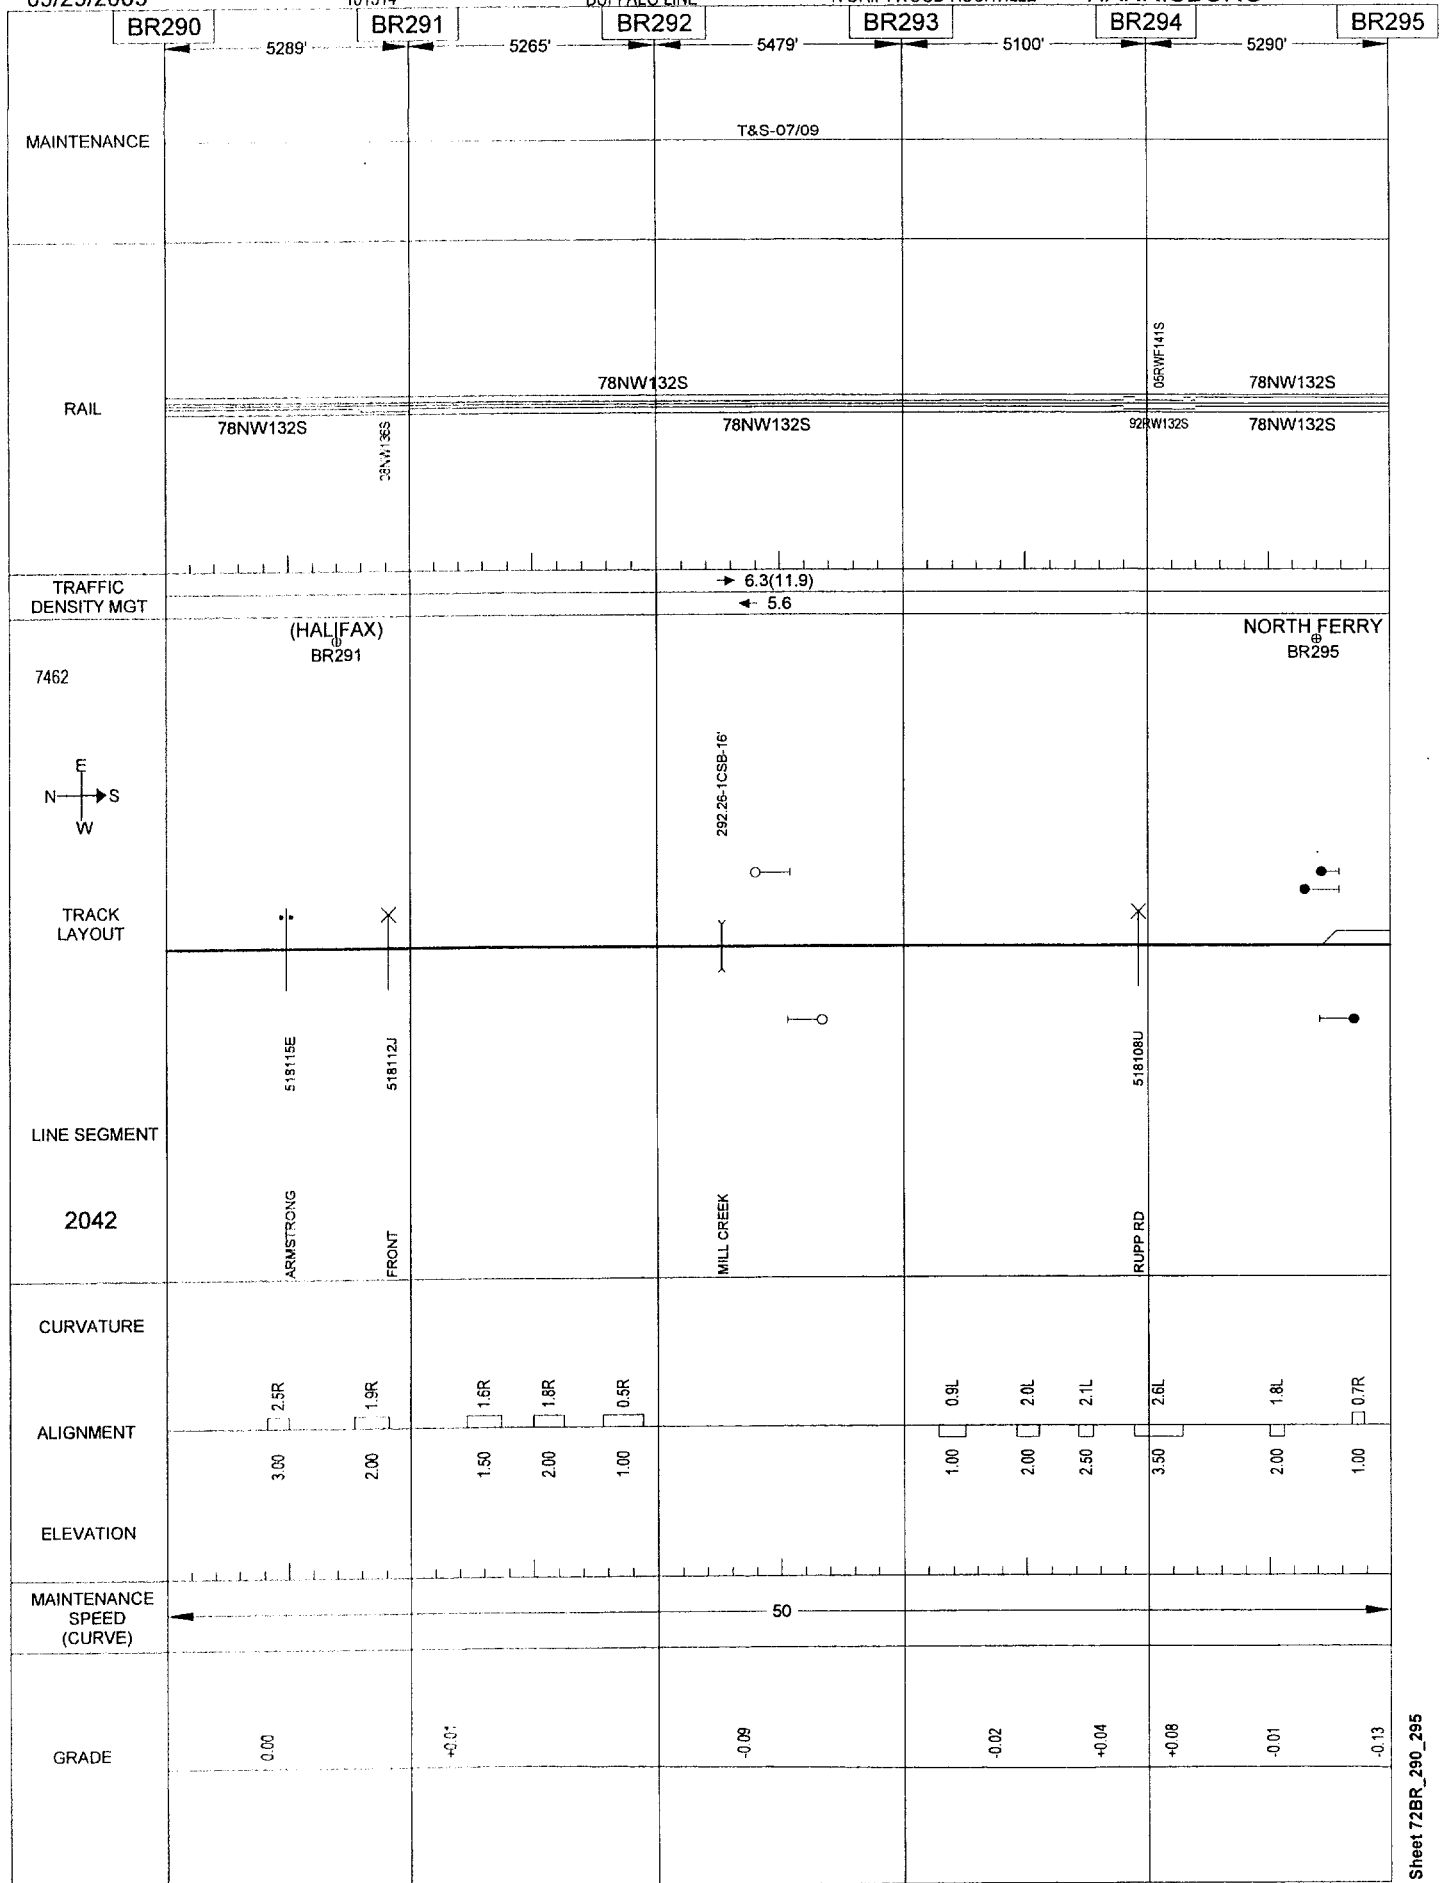 BR290 BR291 BR292 BR293 BR294 BR295
5289' 5265' 5479' 5100' 5290'
MAINTENANCE
T&S-07/09
RAIL
78NW132S 05RWF141S 78NW132S
78NW132S 78NW132S 92RW132S 78NW132S
TRAFFIC
DENSITY MGT
6.3(11.9)
5.6
(HALIFAX)
BR291
NORTH FERRY
BR295
7462
E
N S
W
292.26-1CSB-16'
TRACK
LAYOUT
518115E 518112J 518108U
LINE SEGMENT
2042
ARMSTRONG FRONT MILL CREEK RUPP RD
CURVATURE
2.5R 1.9R 1.6R 1.8R 0.5R 0.9L 2.0L 2.1L 2.6L 1.8L 0.7R
ALIGNMENT
3.00 2.00 1.50 2.00 1.00 1.00 2.00 2.50 3.50 2.00 1.00
ELEVATION
MAINTENANCE
SPEED
(CURVE)
50
GRADE
0.00 +0.01 -0.09 -0.02 +0.04 +0.08 -0.01 -0.13
Sheet 72BR_290_295